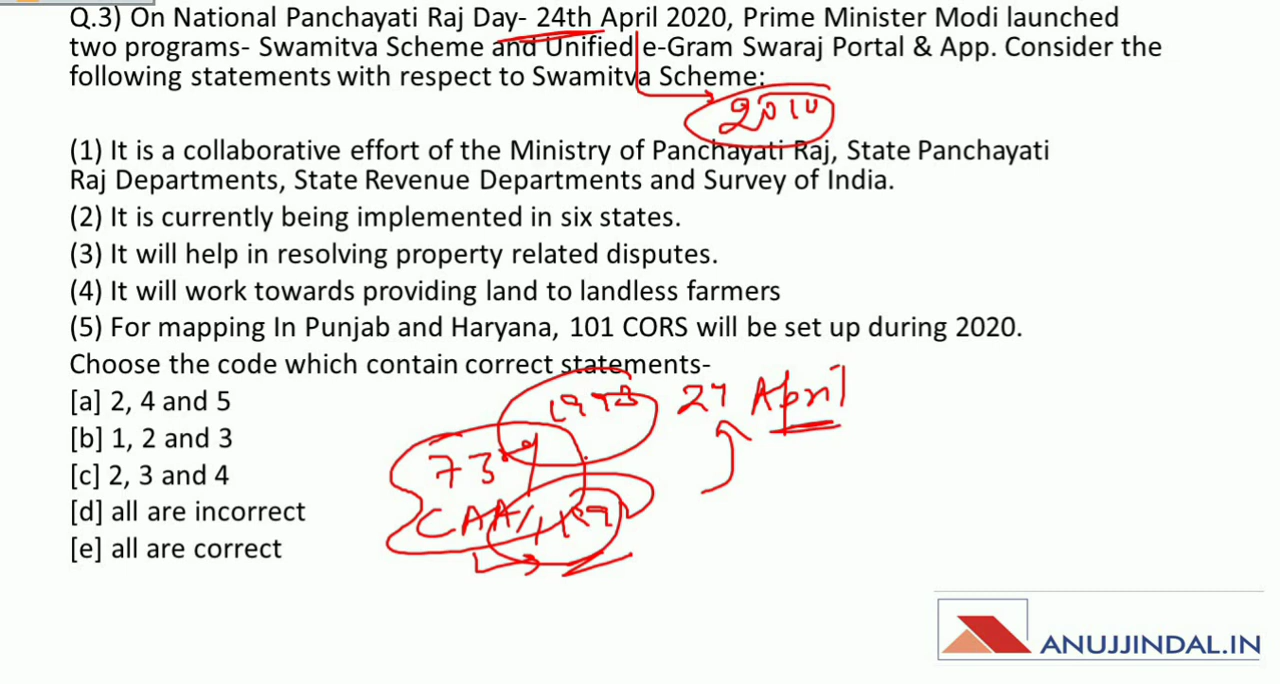 Q.3) On National Panchayati Raj Day- 24th April 2020, Prime Minister Modi launched
two programs- Swamitva Scheme and Unified e-Gram Swaraj Portal & App. Consider the
following statements with respect to Swamitva Scheme:
2010
(1) It is a collaborative effort of the Ministry of Panchayati Raj, State Panchayati
Raj Departments, State Revenue Departments and Survey of India.
(2) It is currently being implemented in six states.
(3) It will help in resolving property related disputes.
(4) It will work towards providing land to landless farmers
(5) For mapping In Punjab and Haryana, 101 CORS will be set up during 2020.
Choose the code which contain correct statements-
[a] 2, 4 and 5
24 April
[b] 1, 2 and 3
[c] 2, 3 and 4
73rd
[d] all are incorrect
CAA
[e] all are correct
ANUJJINDAL.IN